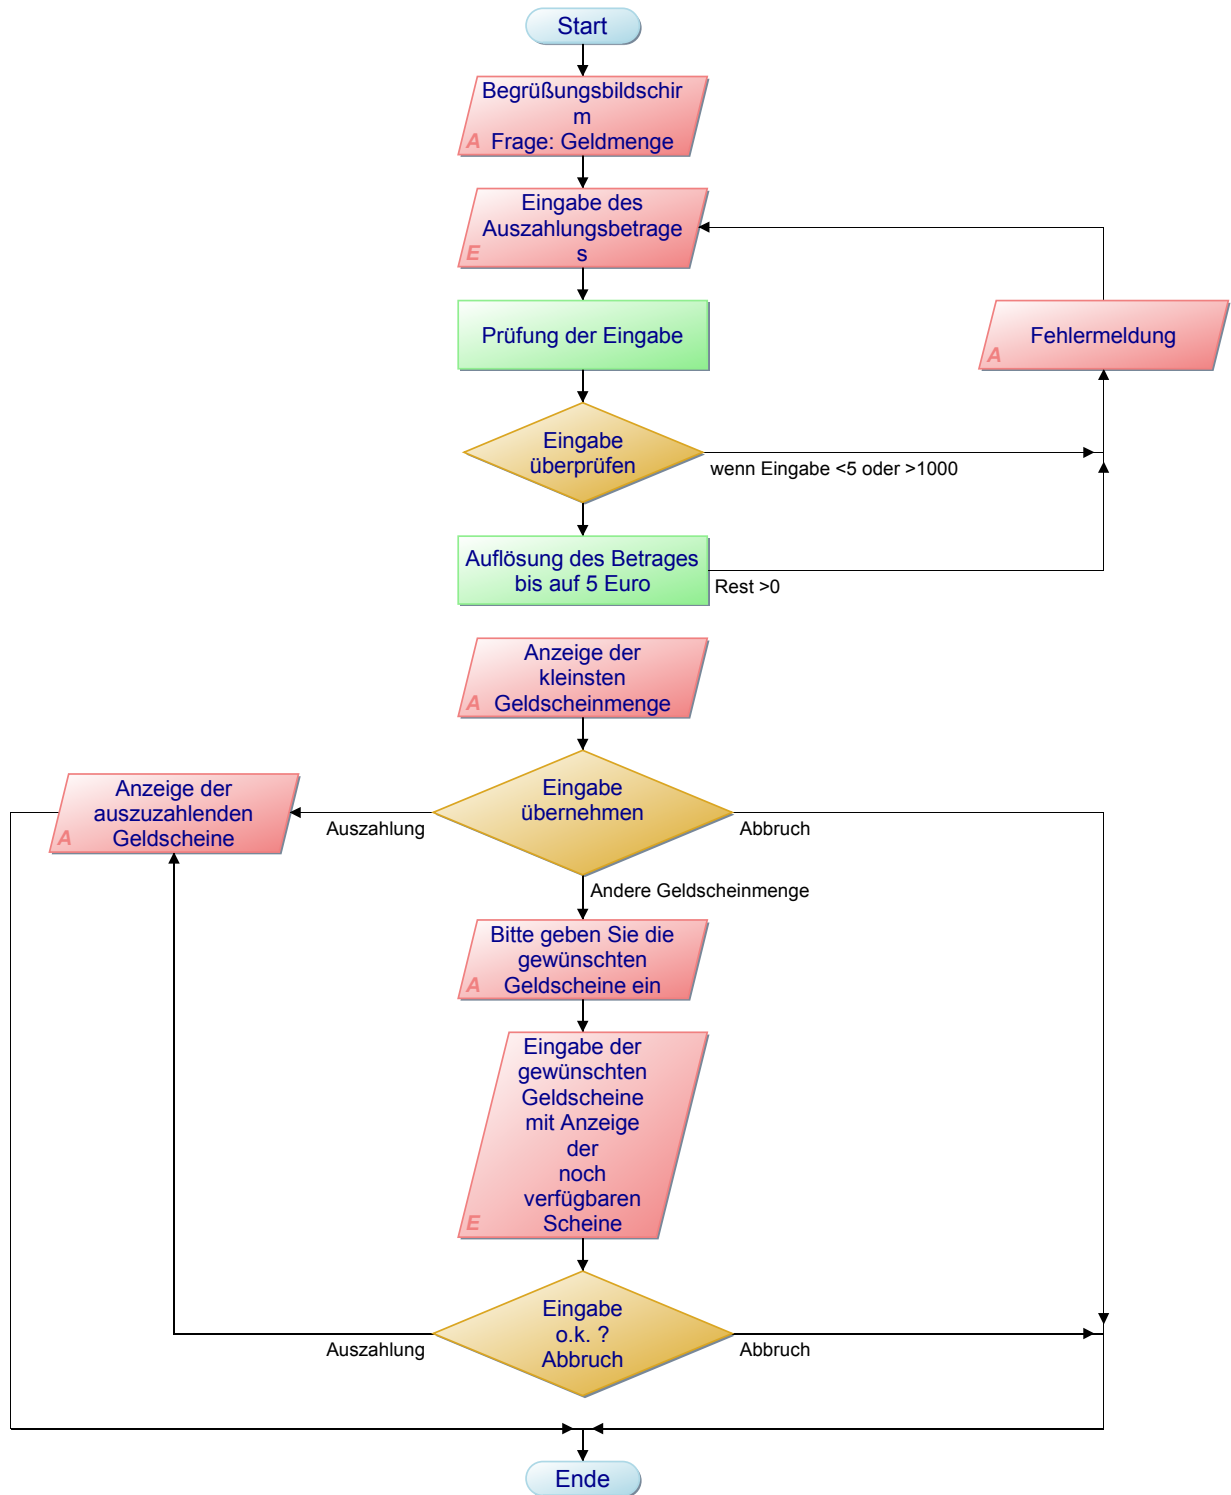 Start
Begrüßungsbildschir
m
A Frage: Geldmenge
Eingabe des
Auszahlungsbetrage
E s
Prüfung der Eingabe
Fehlermeldung
A
Eingabe
überprüfen
wenn Eingabe <5 oder >1000
Auflösung des Betrages
bis auf 5 Euro
Rest >0
Anzeige der
kleinsten
A Geldscheinmenge
Eingabe
übernehmen
Anzeige der
auszuzahlenden
A Geldscheine
Auszahlung
Abbruch
Andere Geldscheinmenge
Bitte geben Sie die
gewünschten
A Geldscheine ein
Eingabe der
gewünschten
Geldscheine
mit Anzeige
der
noch
verfügbaren
E Scheine
Eingabe
o.k. ?
Abbruch
Auszahlung
Abbruch
Ende